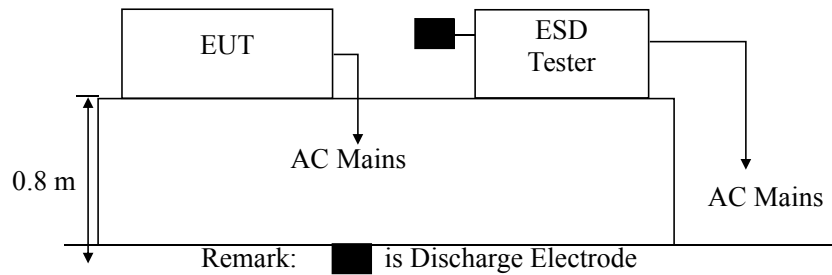 EUT
ESD
Tester
AC Mains
0.8 m
AC Mains
Remark: is Discharge Electrode